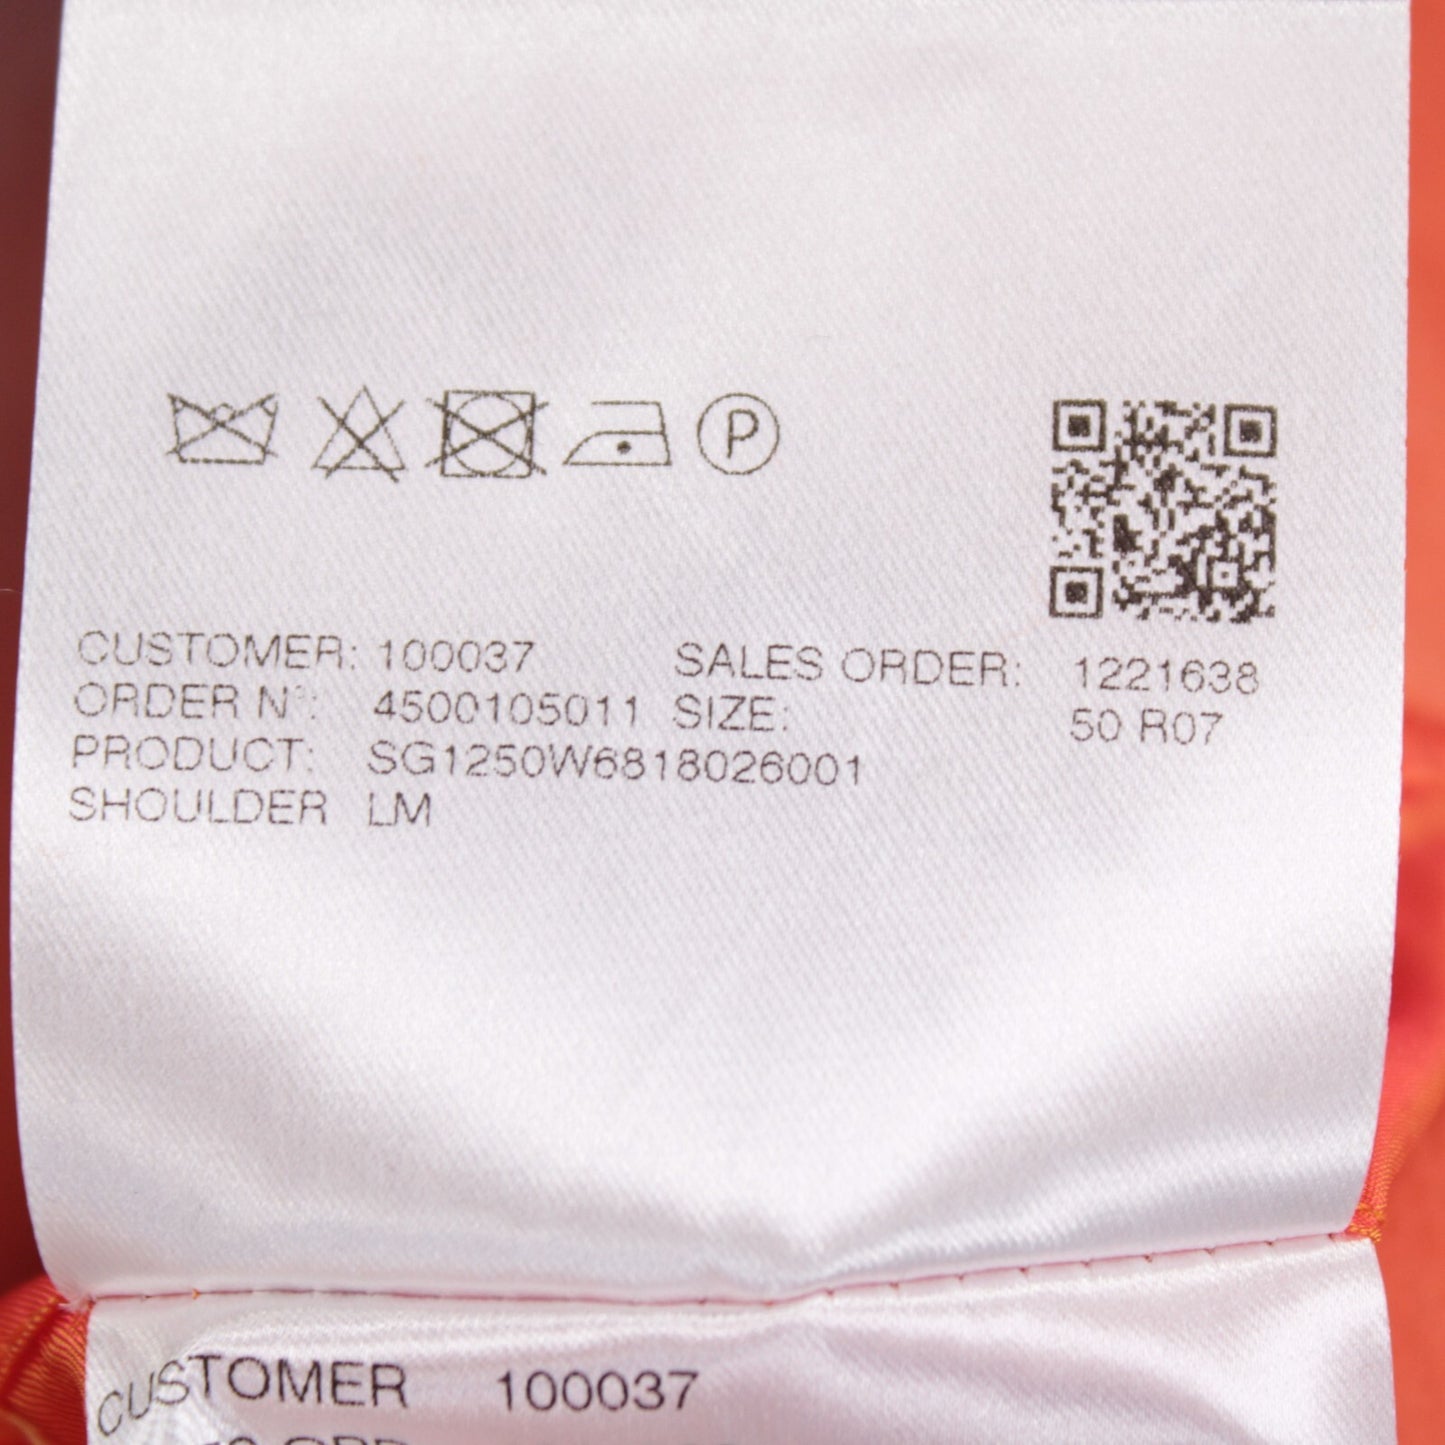 P
CUSTOMER: 100037 SALES ORDER: 1221638
ORDER N°: 4500105011 SIZE: 50 R07
PRODUCT: SG1250W6818026001
SHOULDER LM
CUSTOMER 100037